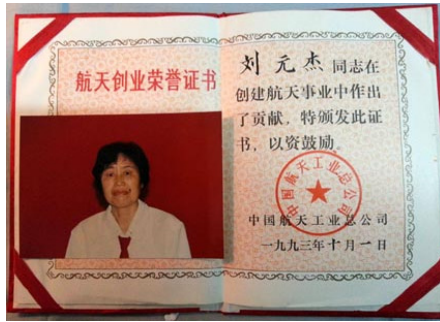 航天创业荣誉证书
刘元杰 同志在
创建航天事业中作出
了贡献，特颁发此证
书，以资鼓励。
中国航天工业总公司
中国航天工业总公司
一九九三年十月一日